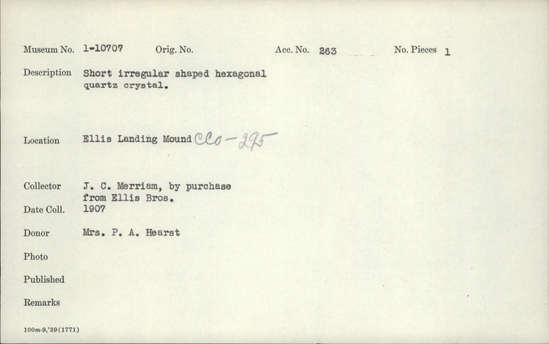 Museum No. 1-10707 Orig. No. Acc. No. 263 No. Pieces 1
Description Short irregular shaped hexagonal
quartz crystal.
Location Ellis Landing Mound CCo-295
Collector J. C. Merriam, by purchase
from Ellis Bros.
Date Coll. 1907
Donor Mrs. P. A. Hearst
Photo
Published
Remarks
100m-9,'29(1771)